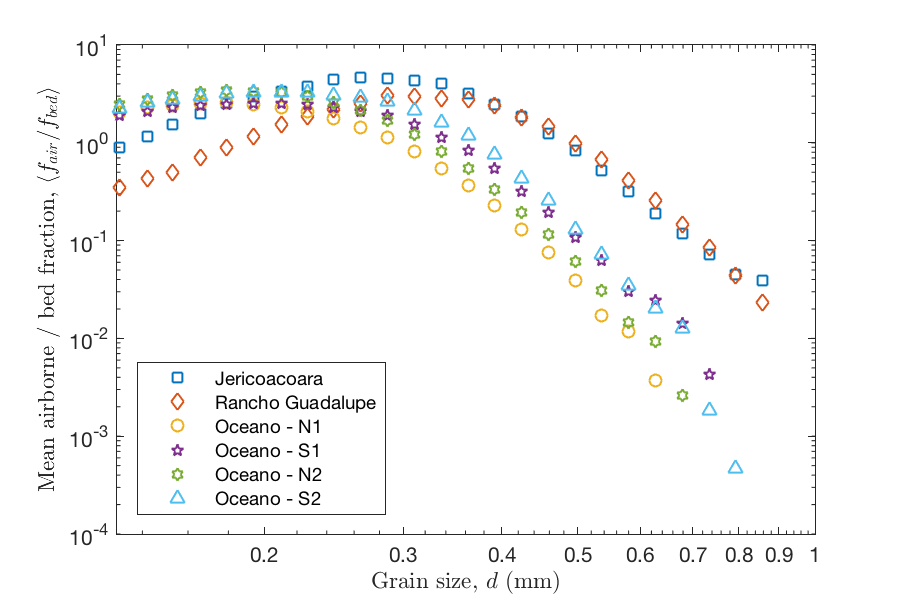 10^1
10^0
10^-1
10^-2
10^-3
10^-4
Mean airborne / bed fraction, ⟨f_air/f_bed⟩
Jericoacoara
Rancho Guadalupe
Oceano - N1
Oceano - S1
Oceano - N2
Oceano - S2
0.2 0.3 0.4 0.5 0.6 0.7 0.8 0.9 1
Grain size, d (mm)